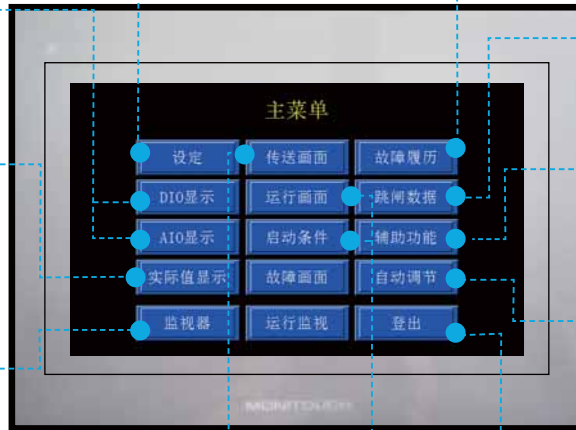 主菜单
设定 传送画面 故障履历
DIO显示 运行画面 跳闸数据
AIO显示 启动条件 辅助功能
实际值显示 故障画面 自动调节
监视器 运行监视 登出
MONITOUCH